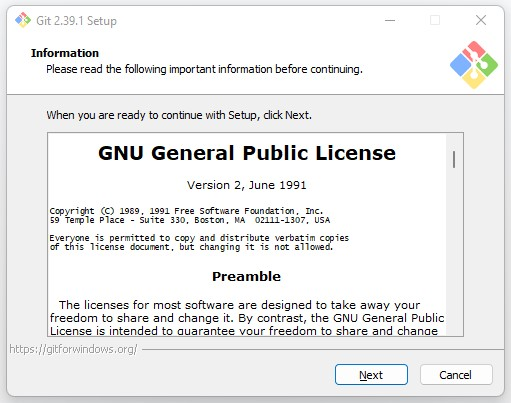 Git 2.39.1 Setup
Information
Please read the following important information before continuing.
When you are ready to continue with Setup, click Next.
GNU General Public License
Version 2, June 1991
Copyright (C) 1989, 1991 Free Software Foundation, Inc.
59 Temple Place - Suite 330, Boston, MA  02111-1307, USA
Everyone is permitted to copy and distribute verbatim copies
of this license document, but changing it is not allowed.
Preamble
The licenses for most software are designed to take away your
freedom to share and change it. By contrast, the GNU General Public
License is intended to guarantee your freedom to share and change
https://gitforwindows.org/
Next
Cancel